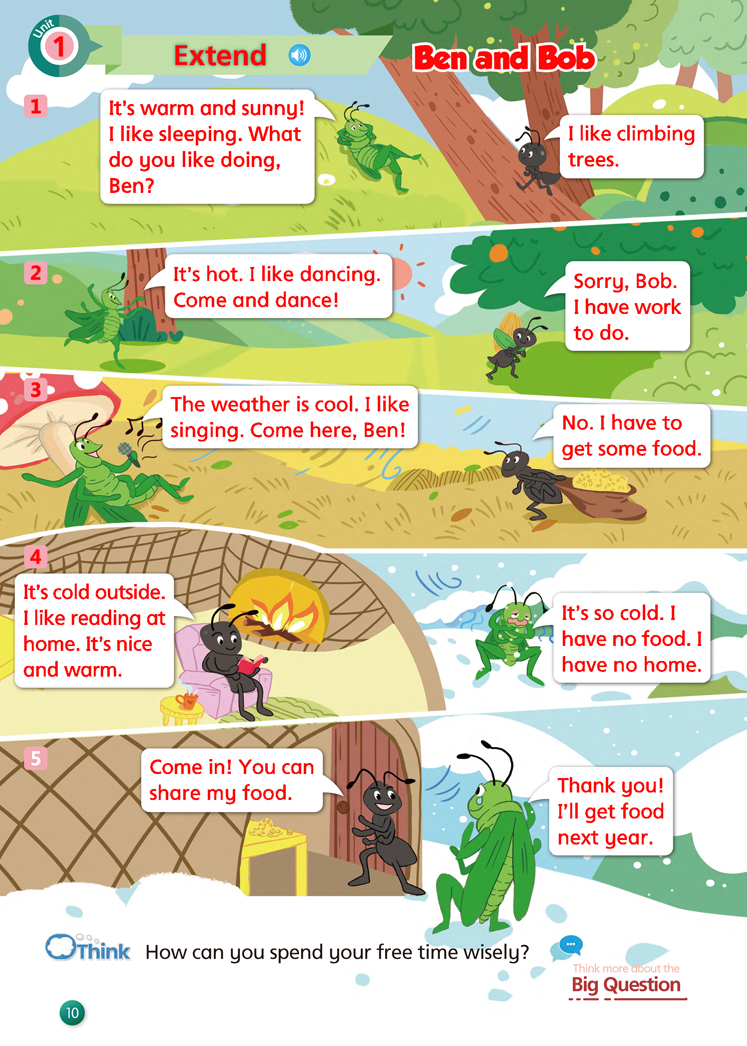 Unit
1
Extend
Ben and Bob
1
It's warm and sunny!
I like sleeping. What
do you like doing,
Ben?
I like climbing
trees.
2
It's hot. I like dancing.
Come and dance!
Sorry, Bob.
I have work
to do.
3
The weather is cool. I like
singing. Come here, Ben!
No. I have to
get some food.
4
It's cold outside.
I like reading at
home. It's nice
and warm.
It's so cold. I
have no food. I
have no home.
5
Come in! You can
share my food.
Thank you!
I'll get food
next year.
Think
How can you spend your free time wisely?
Think more about the
Big Question
10